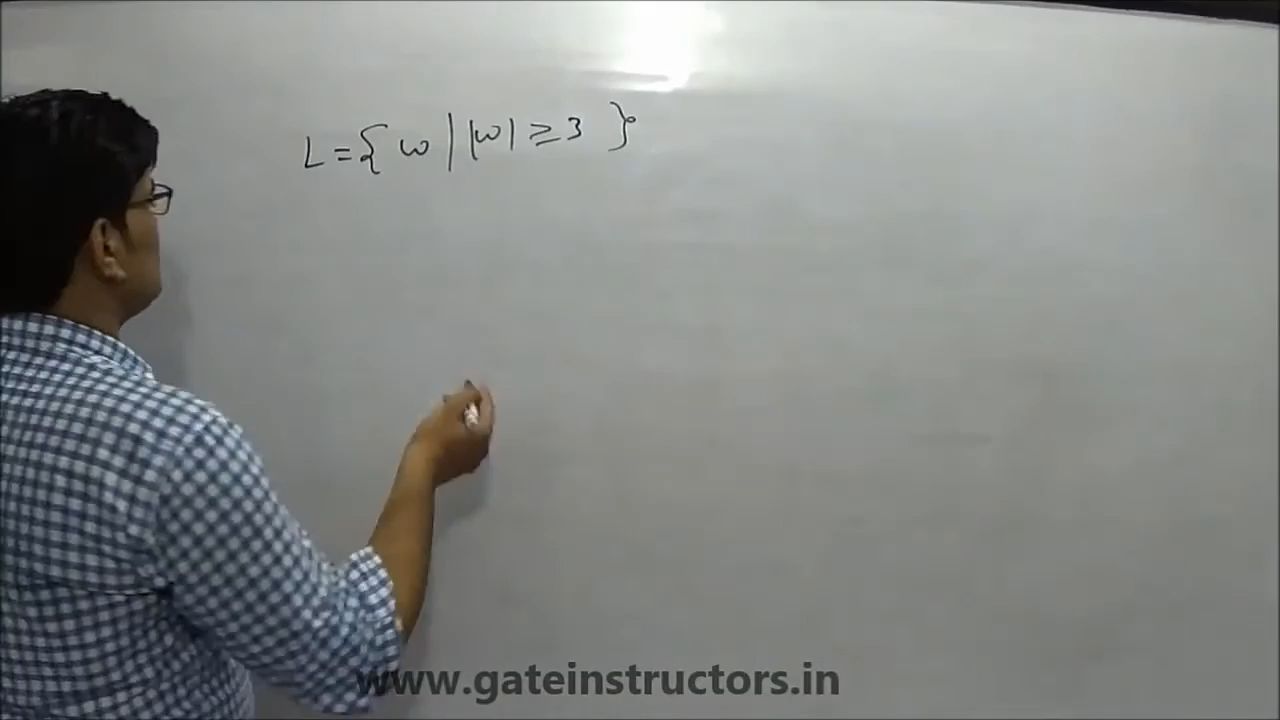 L = { w | |w| ≥ 3 }
www.gateinstructors.in